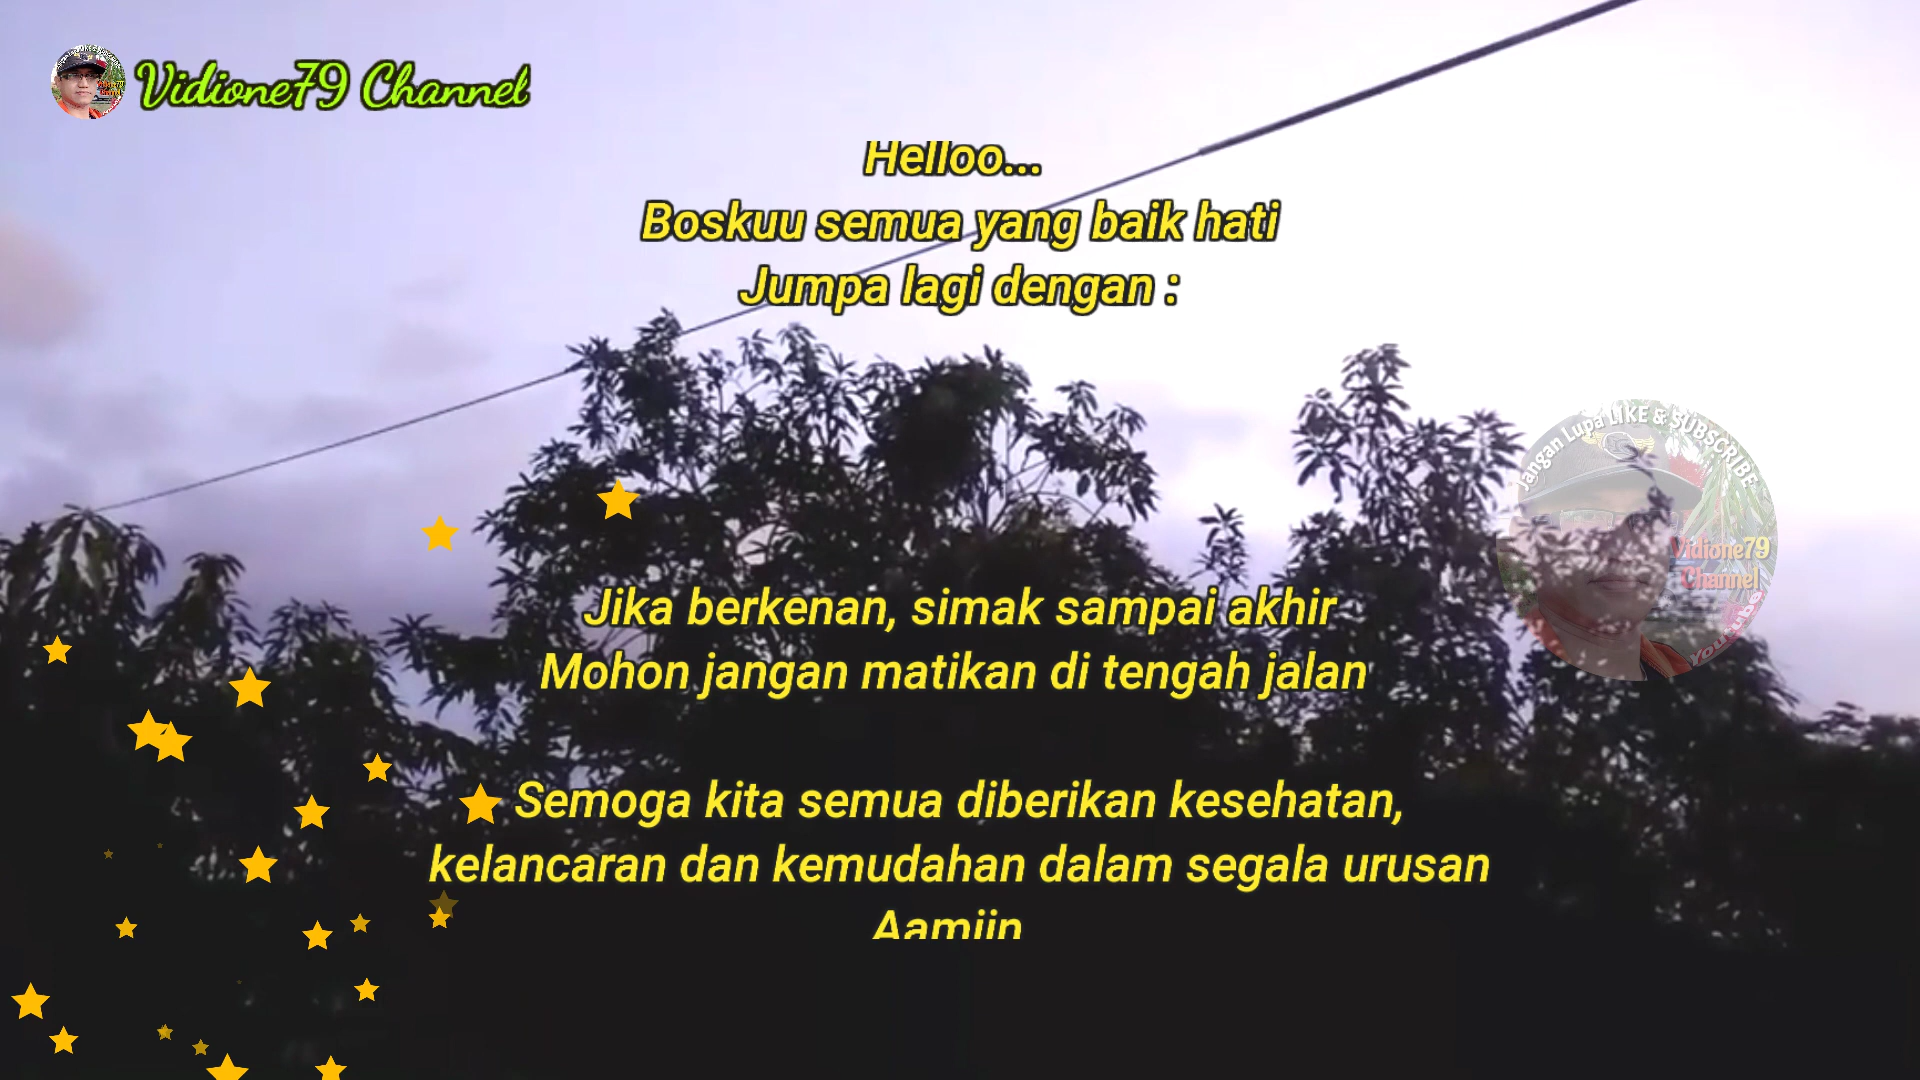 Vidione79 Channel
Helloo...
Boskuu semua yang baik hati
Jumpa lagi dengan :
Jangan Lupa LIKE & SUBSCRIBE
Vidione79
Channel
Youtube
Jika berkenan, simak sampai akhir
Mohon jangan matikan di tengah jalan
Semoga kita semua diberikan kesehatan,
kelancaran dan kemudahan dalam segala urusan
Aamiin